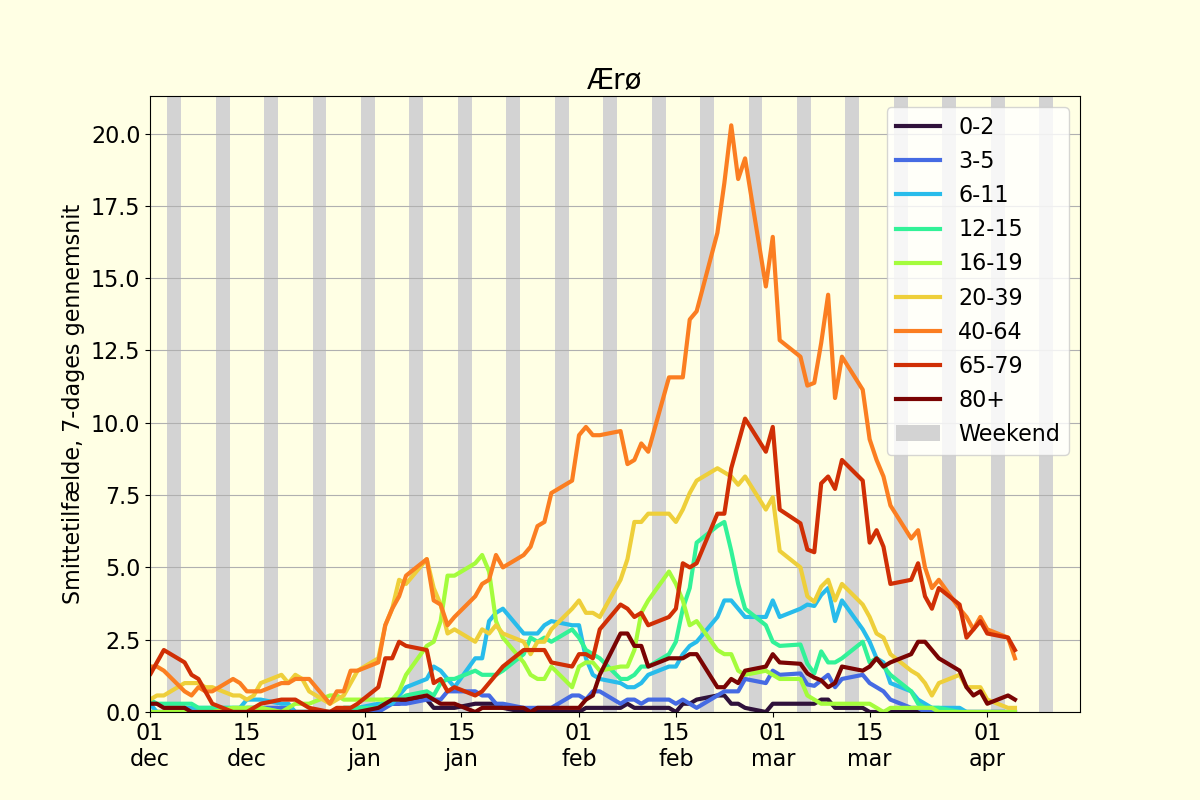 Ærø
Smittetilfælde, 7-dages gennemsnit
20.0
17.5
15.0
12.5
10.0
7.5
5.0
2.5
0.0
01 dec
15 dec
01 jan
15 jan
01 feb
15 feb
01 mar
15 mar
01 apr
0-2
3-5
6-11
12-15
16-19
20-39
40-64
65-79
80+
Weekend